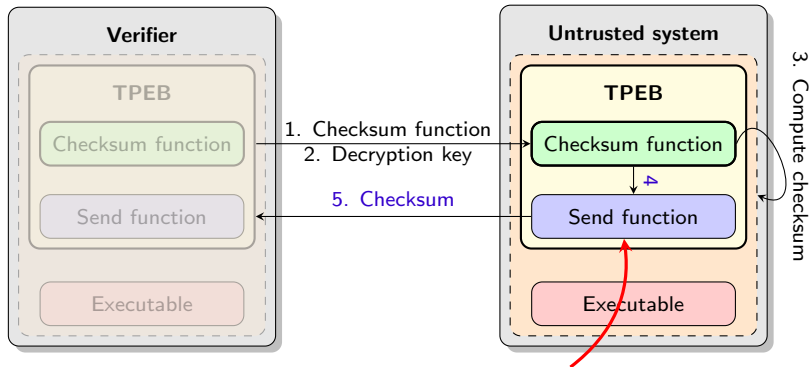 Verifier
TPEB
Checksum function
Send function
Executable
1. Checksum function
2. Decryption key
5. Checksum
Untrusted system
TPEB
Checksum function
4
Send function
Executable
3. Compute checksum